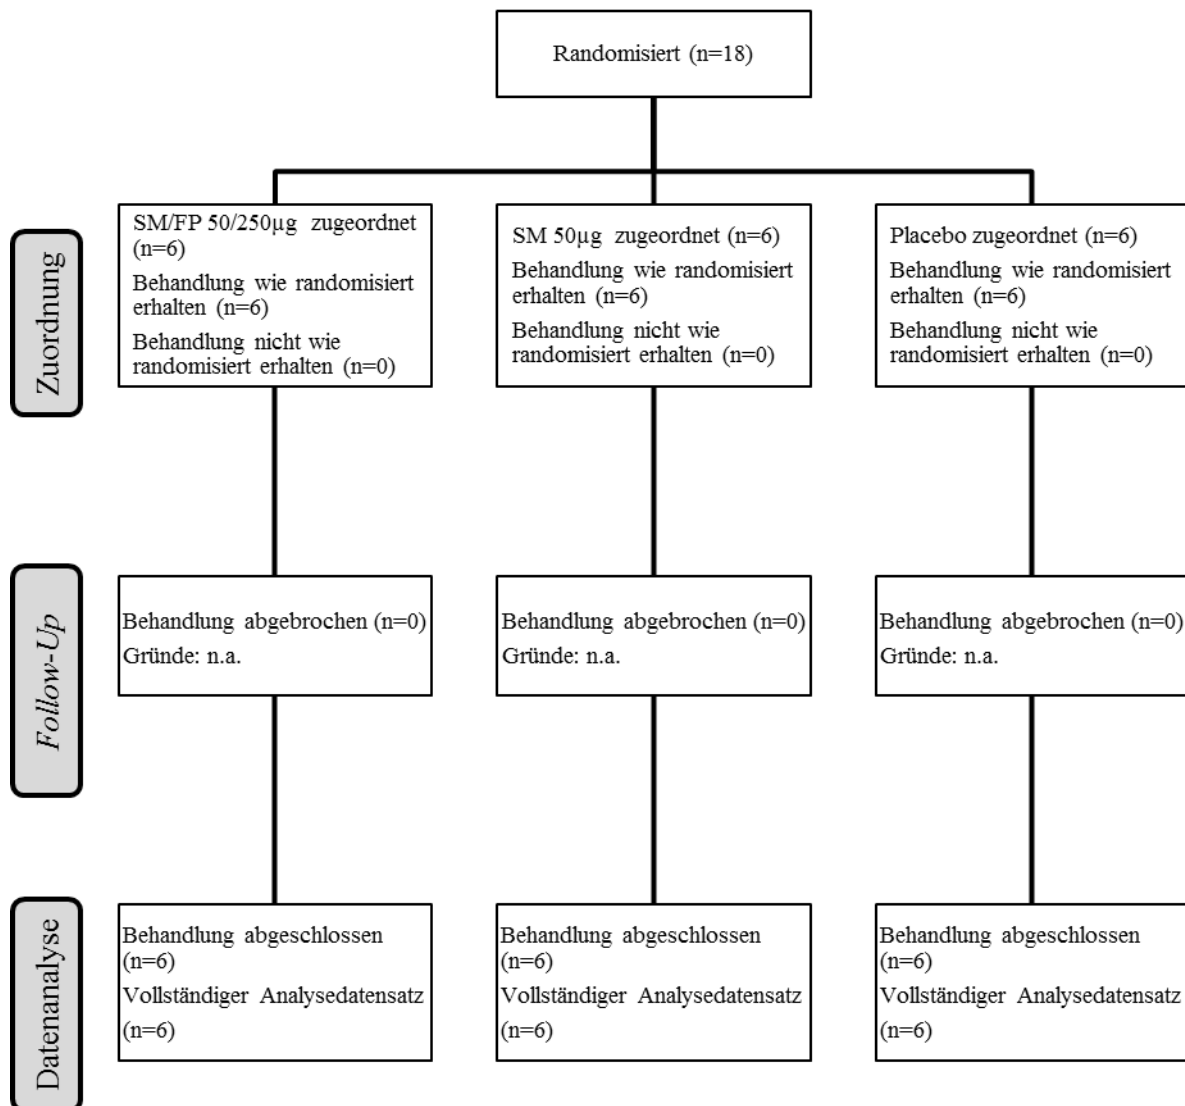 Randomisiert (n=18)
Zuordnung
SM/FP 50/250µg zugeordnet
(n=6)
Behandlung wie randomisiert
erhalten (n=6)
Behandlung nicht wie
randomisiert erhalten (n=0)
SM 50µg zugeordnet (n=6)
Behandlung wie randomisiert
erhalten (n=6)
Behandlung nicht wie
randomisiert erhalten (n=0)
Placebo zugeordnet (n=6)
Behandlung wie randomisiert
erhalten (n=6)
Behandlung nicht wie
randomisiert erhalten (n=0)
Follow-Up
Behandlung abgebrochen (n=0)
Gründe: n.a.
Behandlung abgebrochen (n=0)
Gründe: n.a.
Behandlung abgebrochen (n=0)
Gründe: n.a.
Datenanalyse
Behandlung abgeschlossen
(n=6)
Vollständiger Analysedatensatz
(n=6)
Behandlung abgeschlossen
(n=6)
Vollständiger Analysedatensatz
(n=6)
Behandlung abgeschlossen
(n=6)
Vollständiger Analysedatensatz
(n=6)